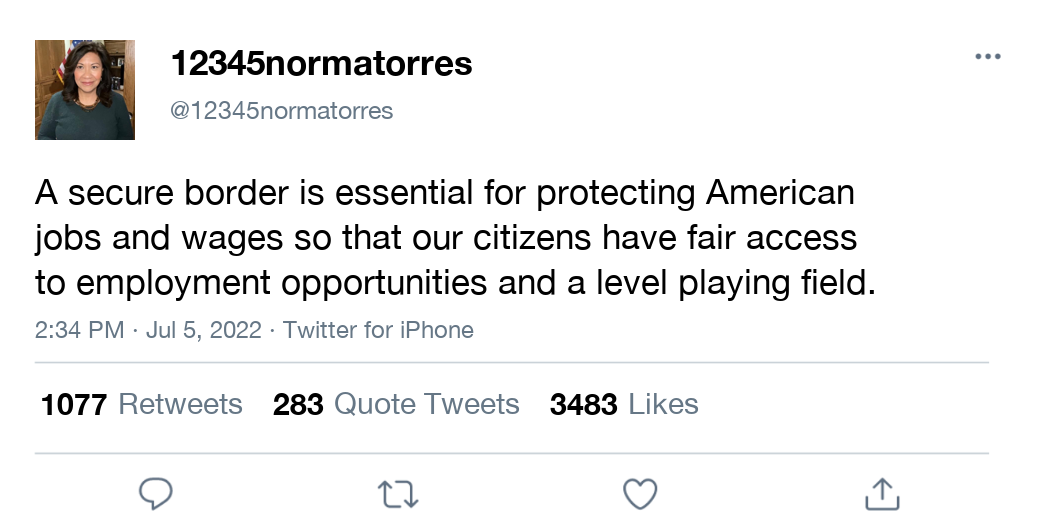 12345normatorres
@12345normatorres
A secure border is essential for protecting American
jobs and wages so that our citizens have fair access
to employment opportunities and a level playing field.
2:34 PM · Jul 5, 2022 · Twitter for iPhone
1077 Retweets 283 Quote Tweets 3483 Likes